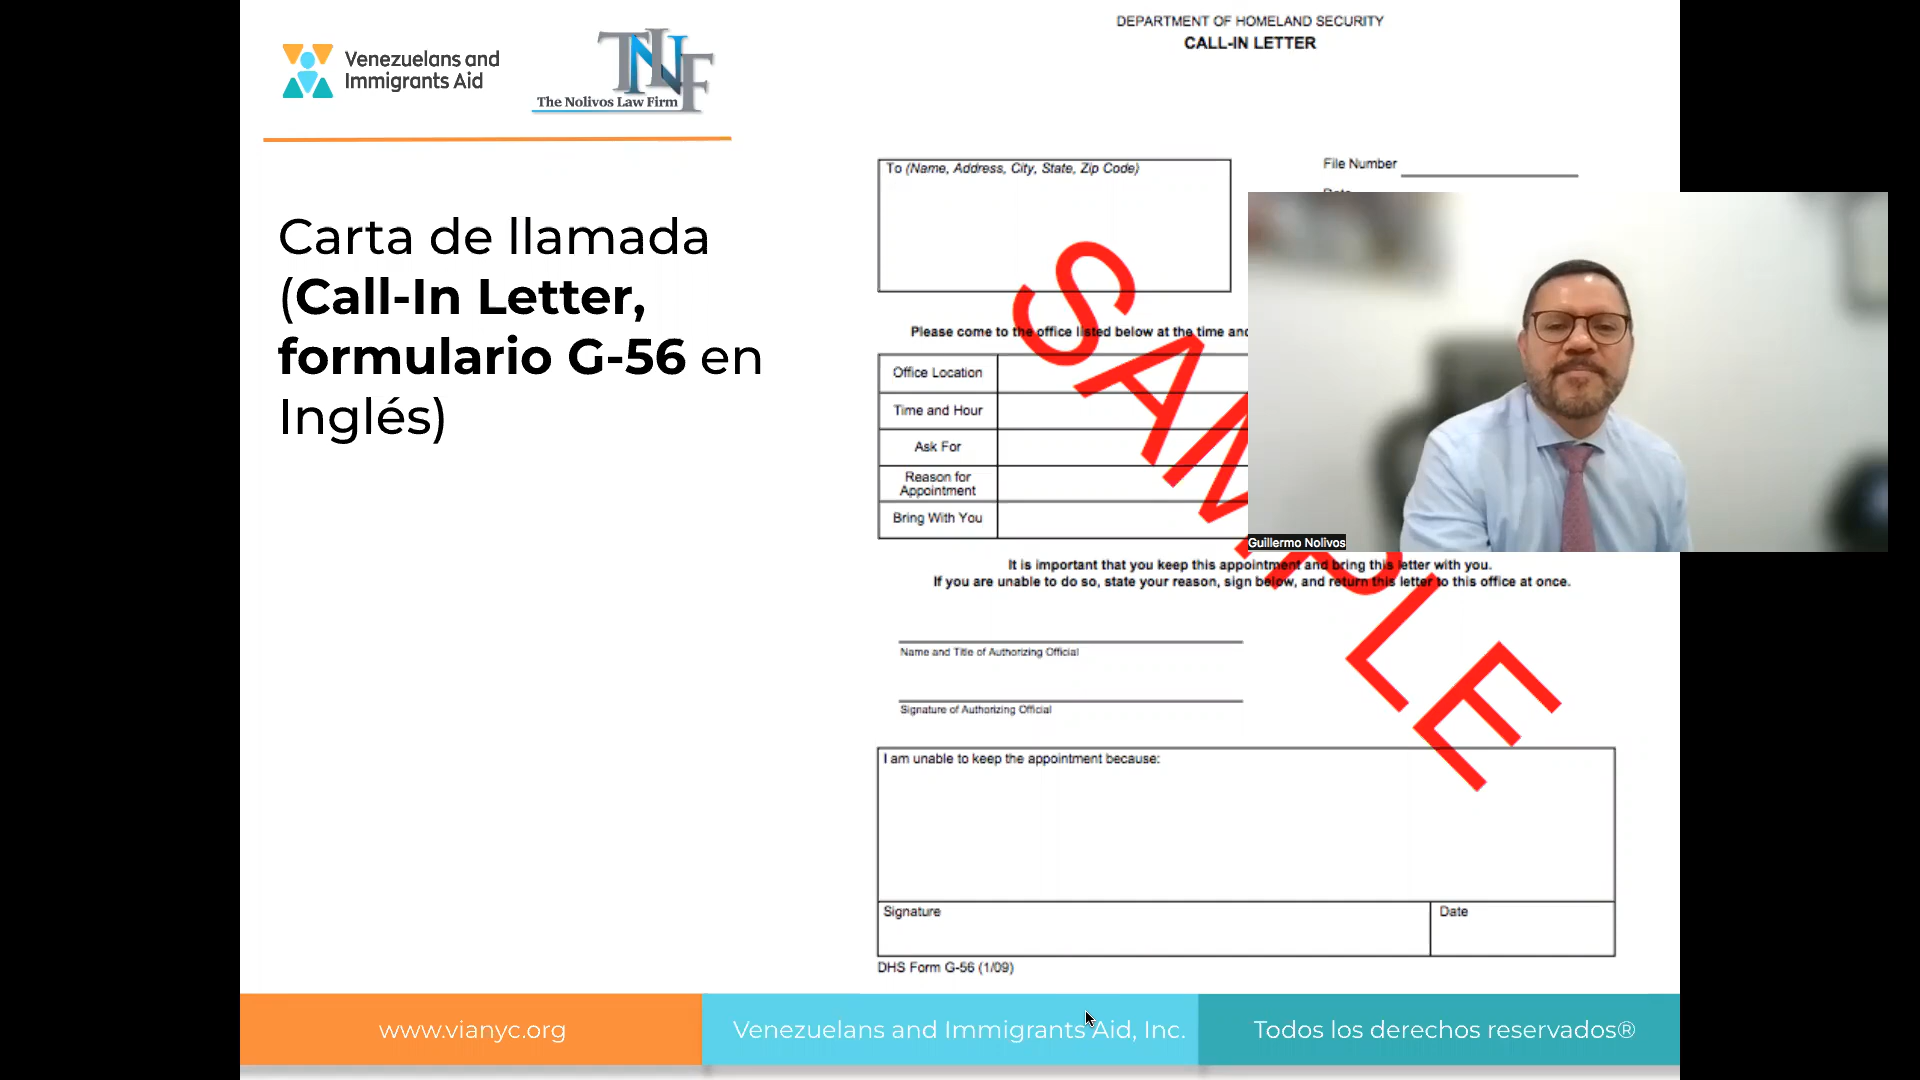 Venezuelans and
Immigrants Aid
TNLF
The Nolivos Law Firm
Carta de llamada
(Call-In Letter,
formulario G-56 en
Inglés)
DEPARTMENT OF HOMELAND SECURITY
CALL-IN LETTER
To (Name, Address, City, State, Zip Code)
File Number
Please come to the office listed below at the time and
Office Location
Time and Hour
Ask For
Reason for
Appointment
Bring With You
SAMPLE
Guillermo Nolivos
It is important that you keep this appointment and bring this letter with you.
If you are unable to do so, state your reason, sign below, and return this letter to this office at once.
Name and Title of Authorizing Official
Signature of Authorizing Official
I am unable to keep the appointment because:
Signature
Date
DHS Form G-56 (1/09)
www.vianyc.org
Venezuelans and Immigrants Aid, Inc.
Todos los derechos reservados®